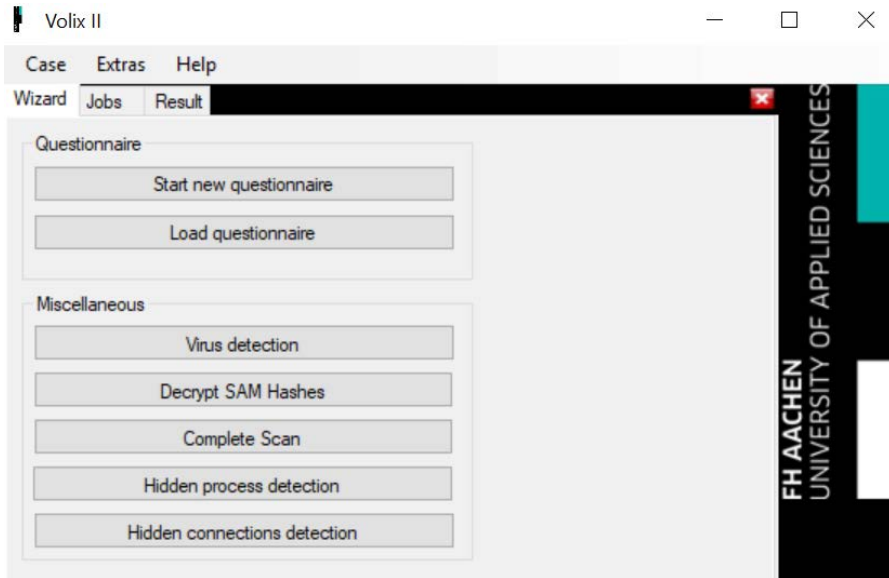 Volix II
Case Extras Help
Wizard Jobs Result
Questionnaire
Start new questionnaire
Load questionnaire
Miscellaneous
Virus detection
Decrypt SAM Hashes
Complete Scan
Hidden process detection
Hidden connections detection
FH AACHEN
UNIVERSITY OF APPLIED SCIENCES